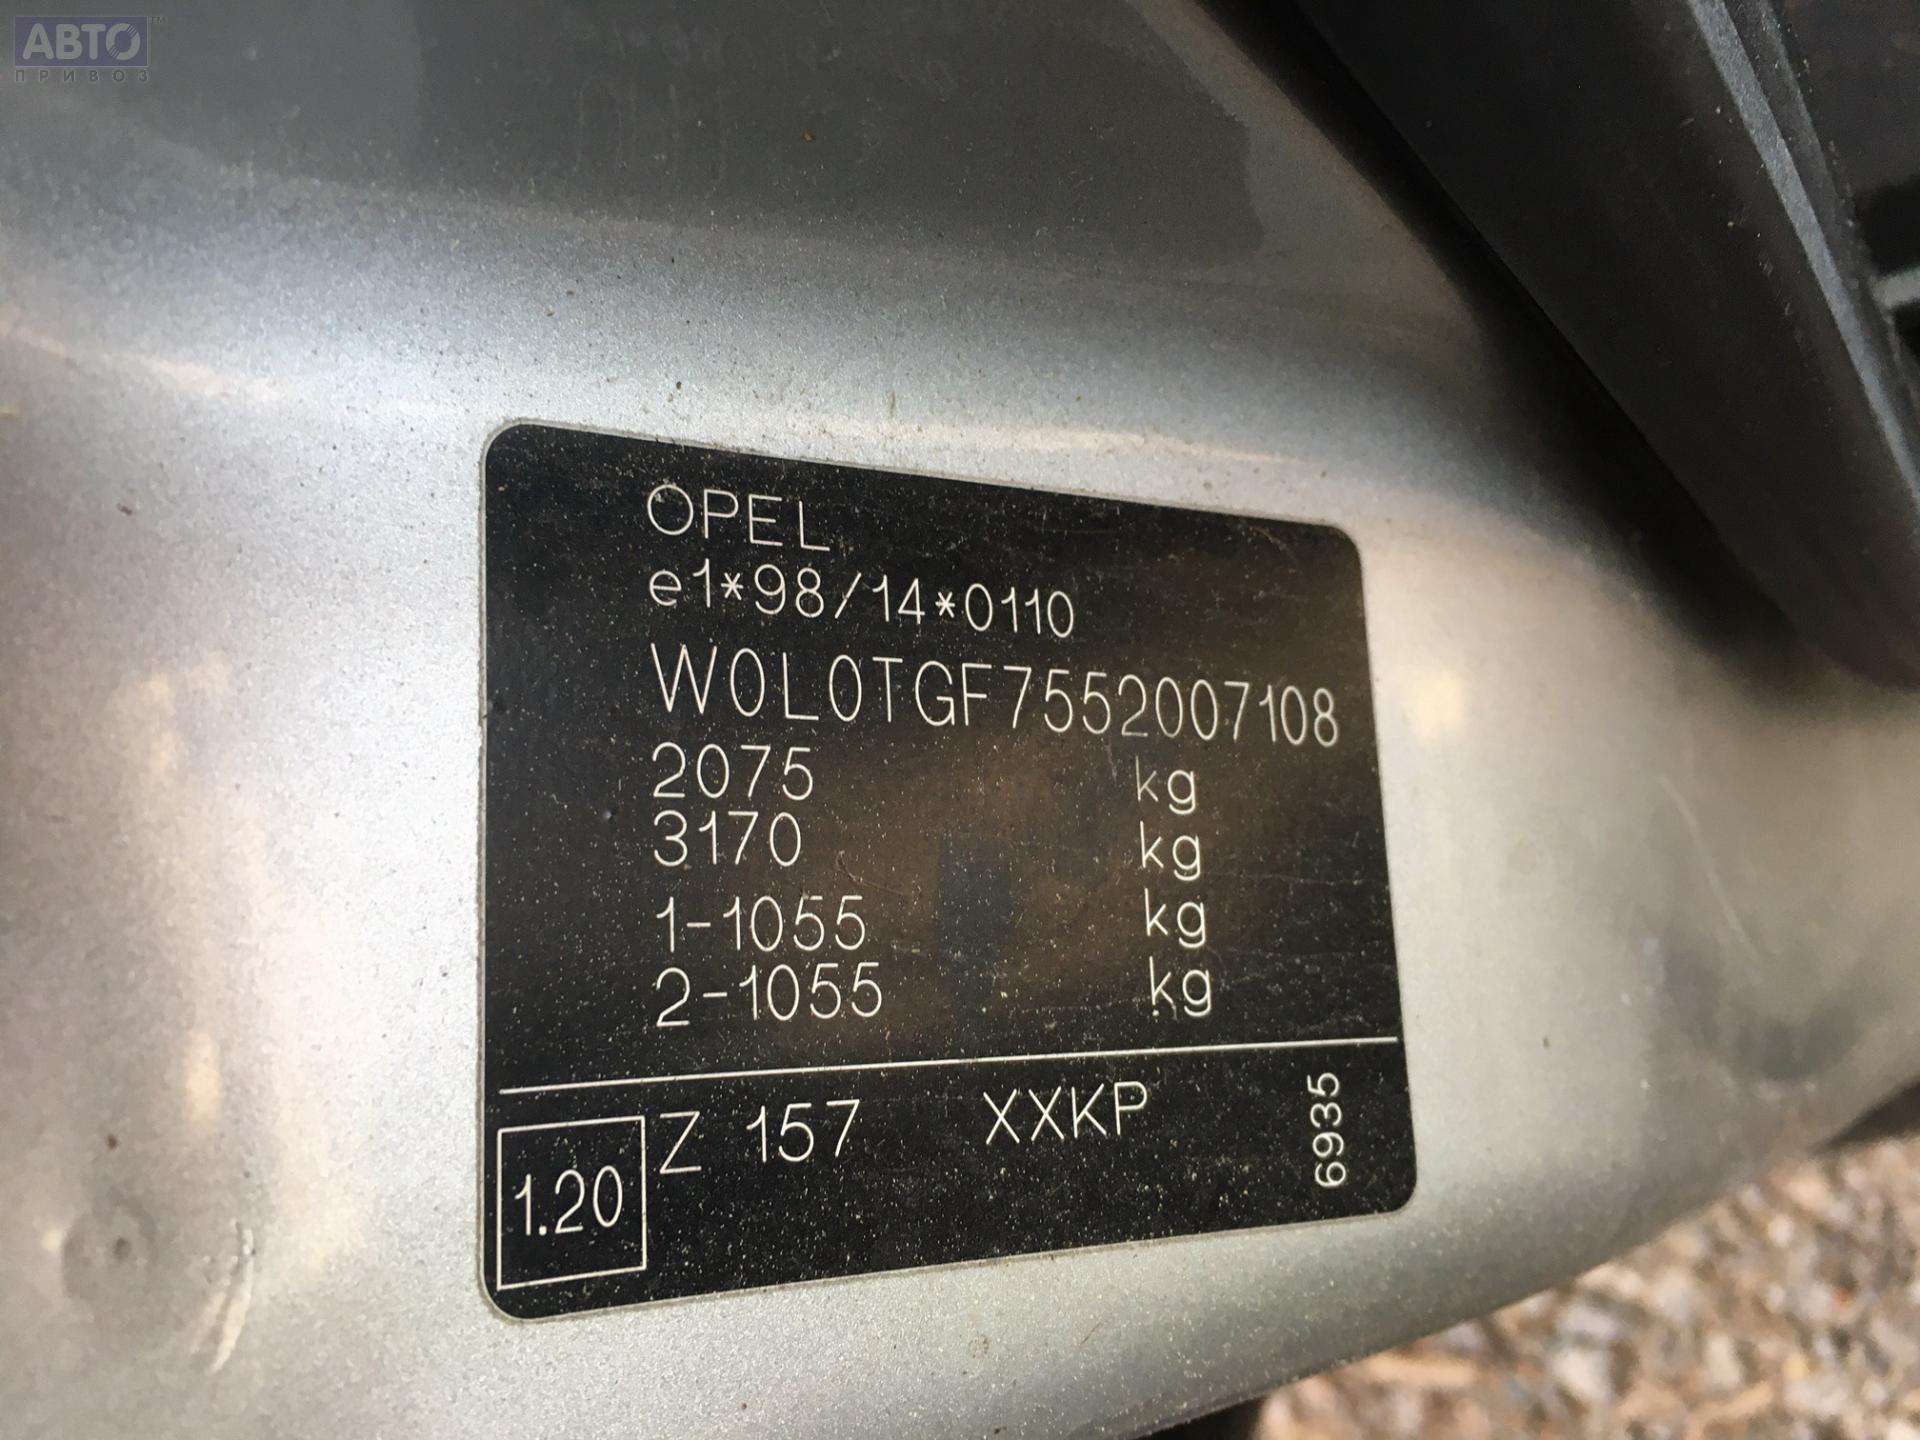 АВТО™
ПРИВОЗ
OPEL
e1*98/14*0110
W0L0TGF7552007108
2075 kg
3170 kg
1-1055 kg
2-1055 kg
1.20 Z 157 XXKP 6935